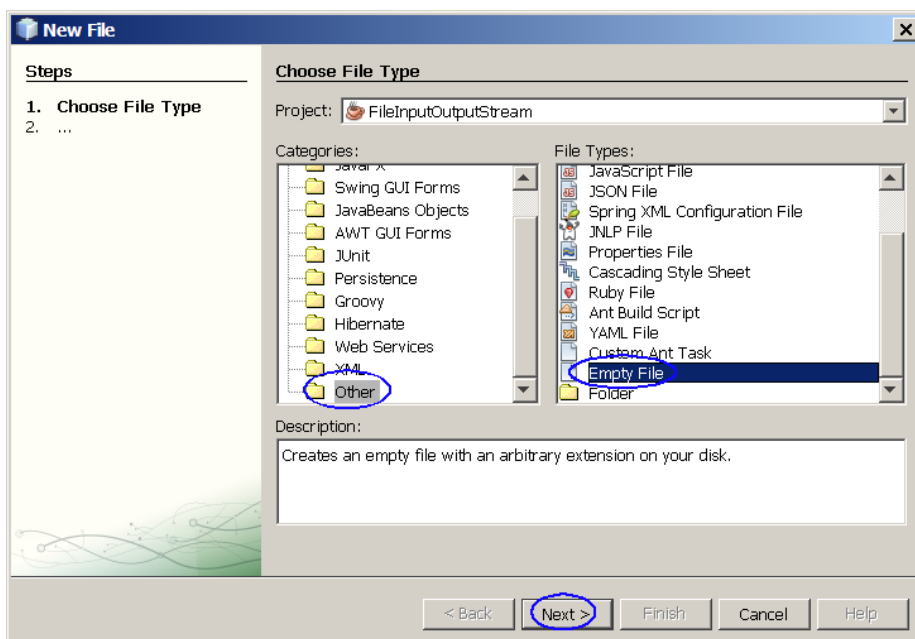 New File
Steps
1. Choose File Type
2. ...
Choose File Type
Project: FileInputOutputStream
Categories:
JavaFX
Swing GUI Forms
JavaBeans Objects
AWT GUI Forms
JUnit
Persistence
Groovy
Hibernate
Web Services
XML
Other
File Types:
JavaScript File
JSON File
Spring XML Configuration File
JNLP File
Properties File
Cascading Style Sheet
Ruby File
Ant Build Script
YAML File
Custom Ant Task
Empty File
Folder
Description:
Creates an empty file with an arbitrary extension on your disk.
< Back
Next >
Finish
Cancel
Help